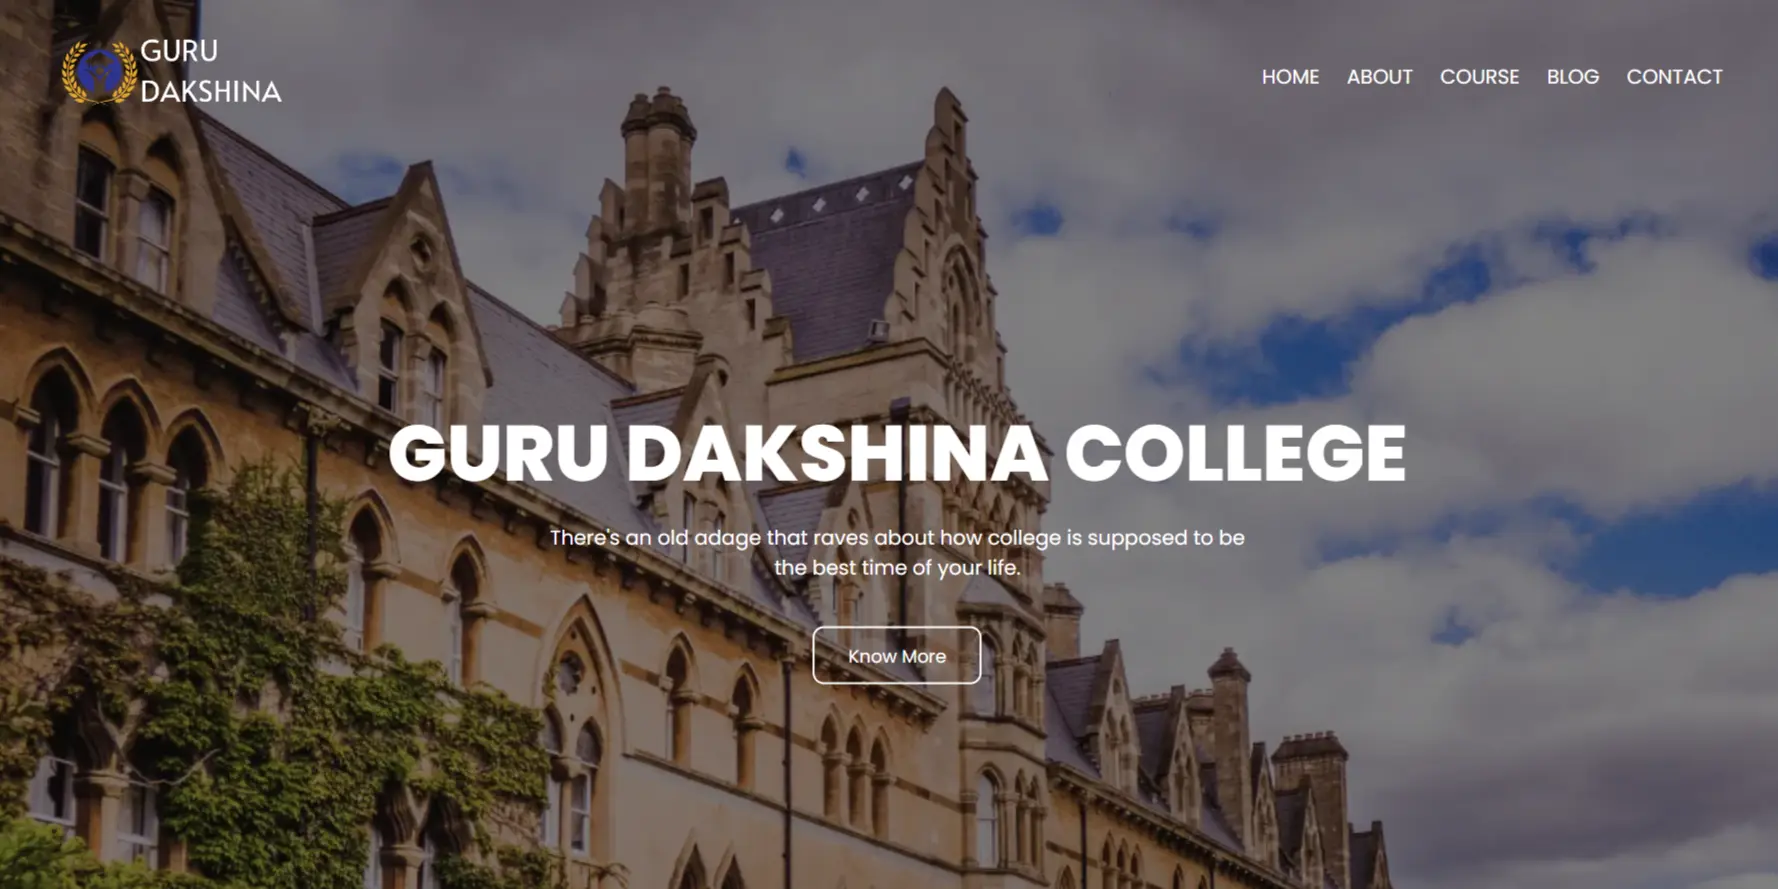 GURU
DAKSHINA
HOME ABOUT COURSE BLOG CONTACT
GURU DAKSHINA COLLEGE
There's an old adage that raves about how college is supposed to be
the best time of your life.
Know More